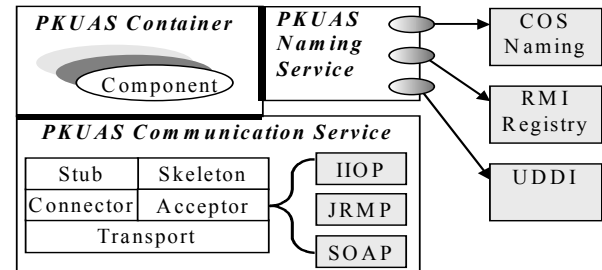 PKUAS Container
Component
PKUAS
Naming
Service
COS
Naming
RMI
Registry
UDDI
PKUAS Communication Service
Stub
Skeleton
Connector
Acceptor
Transport
IIOP
JRMP
SOAP